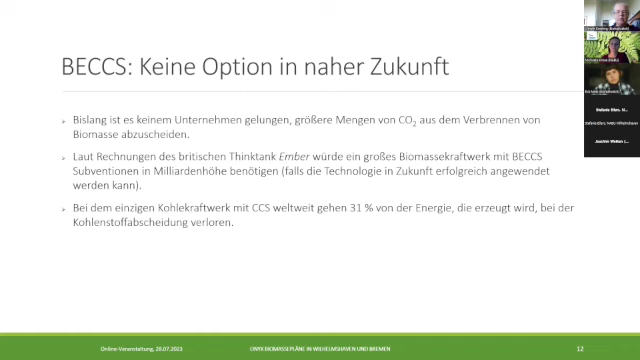 BECCS: Keine Option in naher Zukunft
Bislang ist es keinem Unternehmen gelungen, größere Mengen von CO₂ aus dem Verbrennen von
Biomasse abzuscheiden.
Laut Rechnungen des britischen Thinktank Ember würde ein großes Biomassekraftwerk mit BECCS
Subventionen in Milliardenhöhe benötigen (falls die Technologie in Zukunft erfolgreich angewendet
werden kann).
Bei dem einzigen Kohlekraftwerk mit CCS weltweit gehen 31 % von der Energie, die erzeugt wird, bei der
Kohlenstoffabscheidung verloren.
Online-Veranstaltung, 20.07.2023
ONYX BIOMASSEPLÄNE IN WILHELMSHAVEN UND BREMEN
12